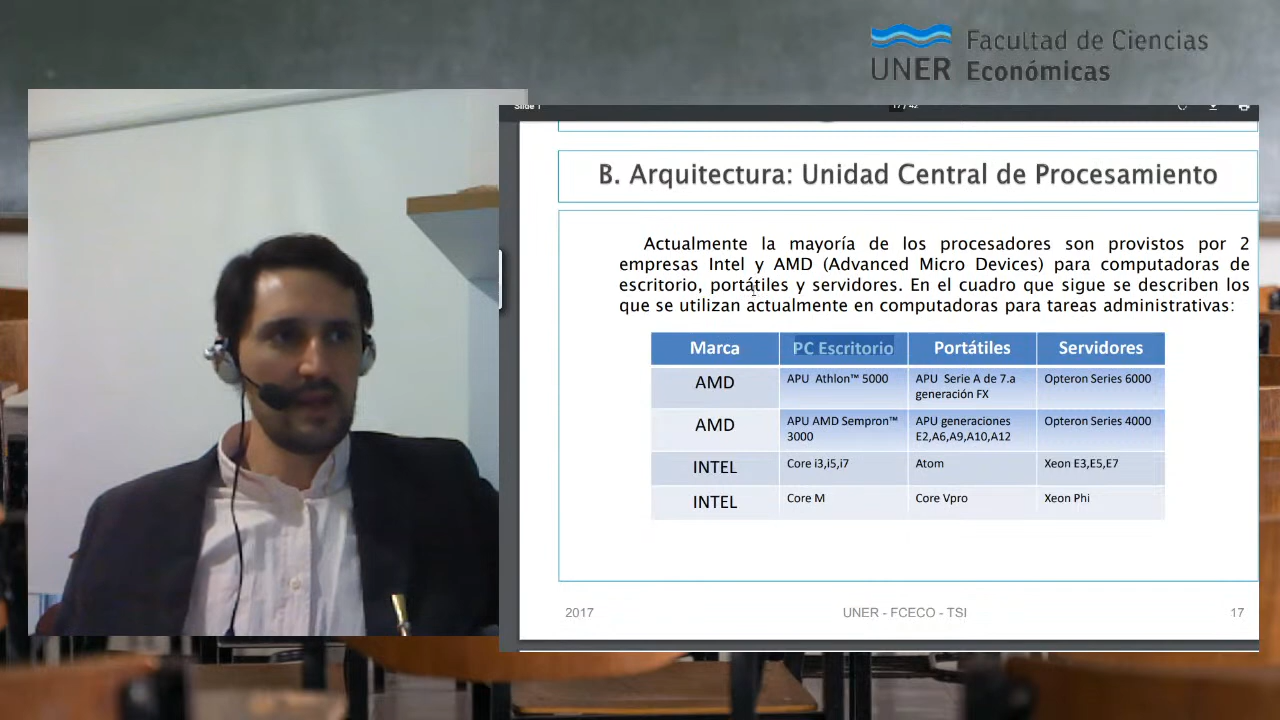 UNER
Facultad de Ciencias
Económicas
Slide 1
17 / 42
B. Arquitectura: Unidad Central de Procesamiento
Actualmente la mayoría de los procesadores son provistos por 2
empresas Intel y AMD (Advanced Micro Devices) para computadoras de
escritorio, portátiles y servidores. En el cuadro que sigue se describen los
que se utilizan actualmente en computadoras para tareas administrativas:
Marca PC Escritorio Portátiles Servidores
AMD APU Athlon™ 5000 APU Serie A de 7.a Opteron Series 6000
generación FX
AMD APU AMD Sempron™ APU generaciones Opteron Series 4000
3000 E2,A6,A9,A10,A12
INTEL Core i3,i5,i7 Atom Xeon E3,E5,E7
INTEL Core M Core Vpro Xeon Phi
2017 UNER - FCECO - TSI 17